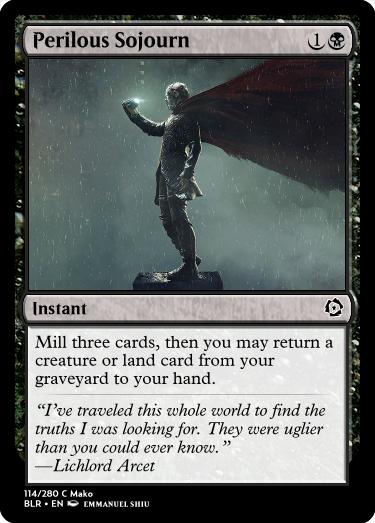 Perilous Sojourn 1
Instant
Mill three cards, then you may return a
creature or land card from your
graveyard to your hand.
“I’ve traveled this whole world to find the
truths I was looking for. They were uglier
than you could ever know.”
—Lichlord Arcet
114/280 C Mako
BLR • EN EMMANUEL SHIU